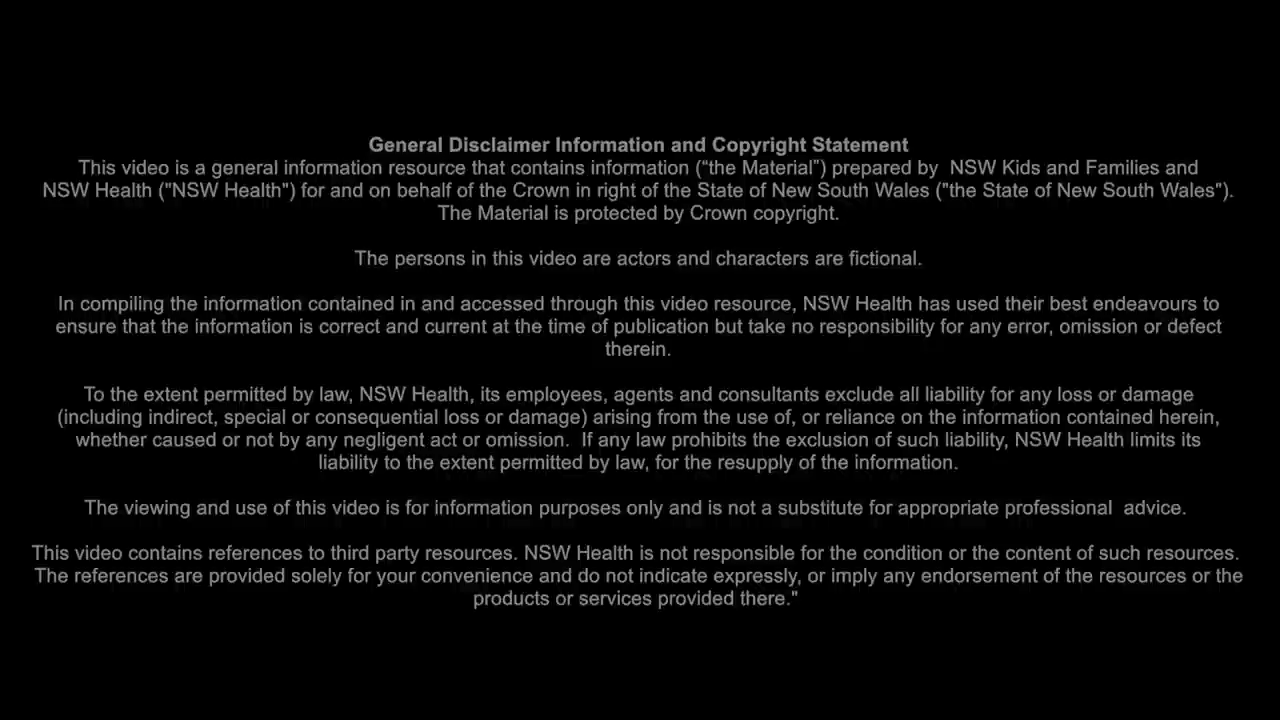 General Disclaimer Information and Copyright Statement
This video is a general information resource that contains information (“the Material”) prepared by  NSW Kids and Families and
NSW Health ("NSW Health") for and on behalf of the Crown in right of the State of New South Wales ("the State of New South Wales").
The Material is protected by Crown copyright.
The persons in this video are actors and characters are fictional.
In compiling the information contained in and accessed through this video resource, NSW Health has used their best endeavours to
ensure that the information is correct and current at the time of publication but take no responsibility for any error, omission or defect
therein.
To the extent permitted by law, NSW Health, its employees, agents and consultants exclude all liability for any loss or damage
(including indirect, special or consequential loss or damage) arising from the use of, or reliance on the information contained herein,
whether caused or not by any negligent act or omission.  If any law prohibits the exclusion of such liability, NSW Health limits its
liability to the extent permitted by law, for the resupply of the information.
The viewing and use of this video is for information purposes only and is not a substitute for appropriate professional  advice.
This video contains references to third party resources. NSW Health is not responsible for the condition or the content of such resources.
The references are provided solely for your convenience and do not indicate expressly, or imply any endorsement of the resources or the
products or services provided there."